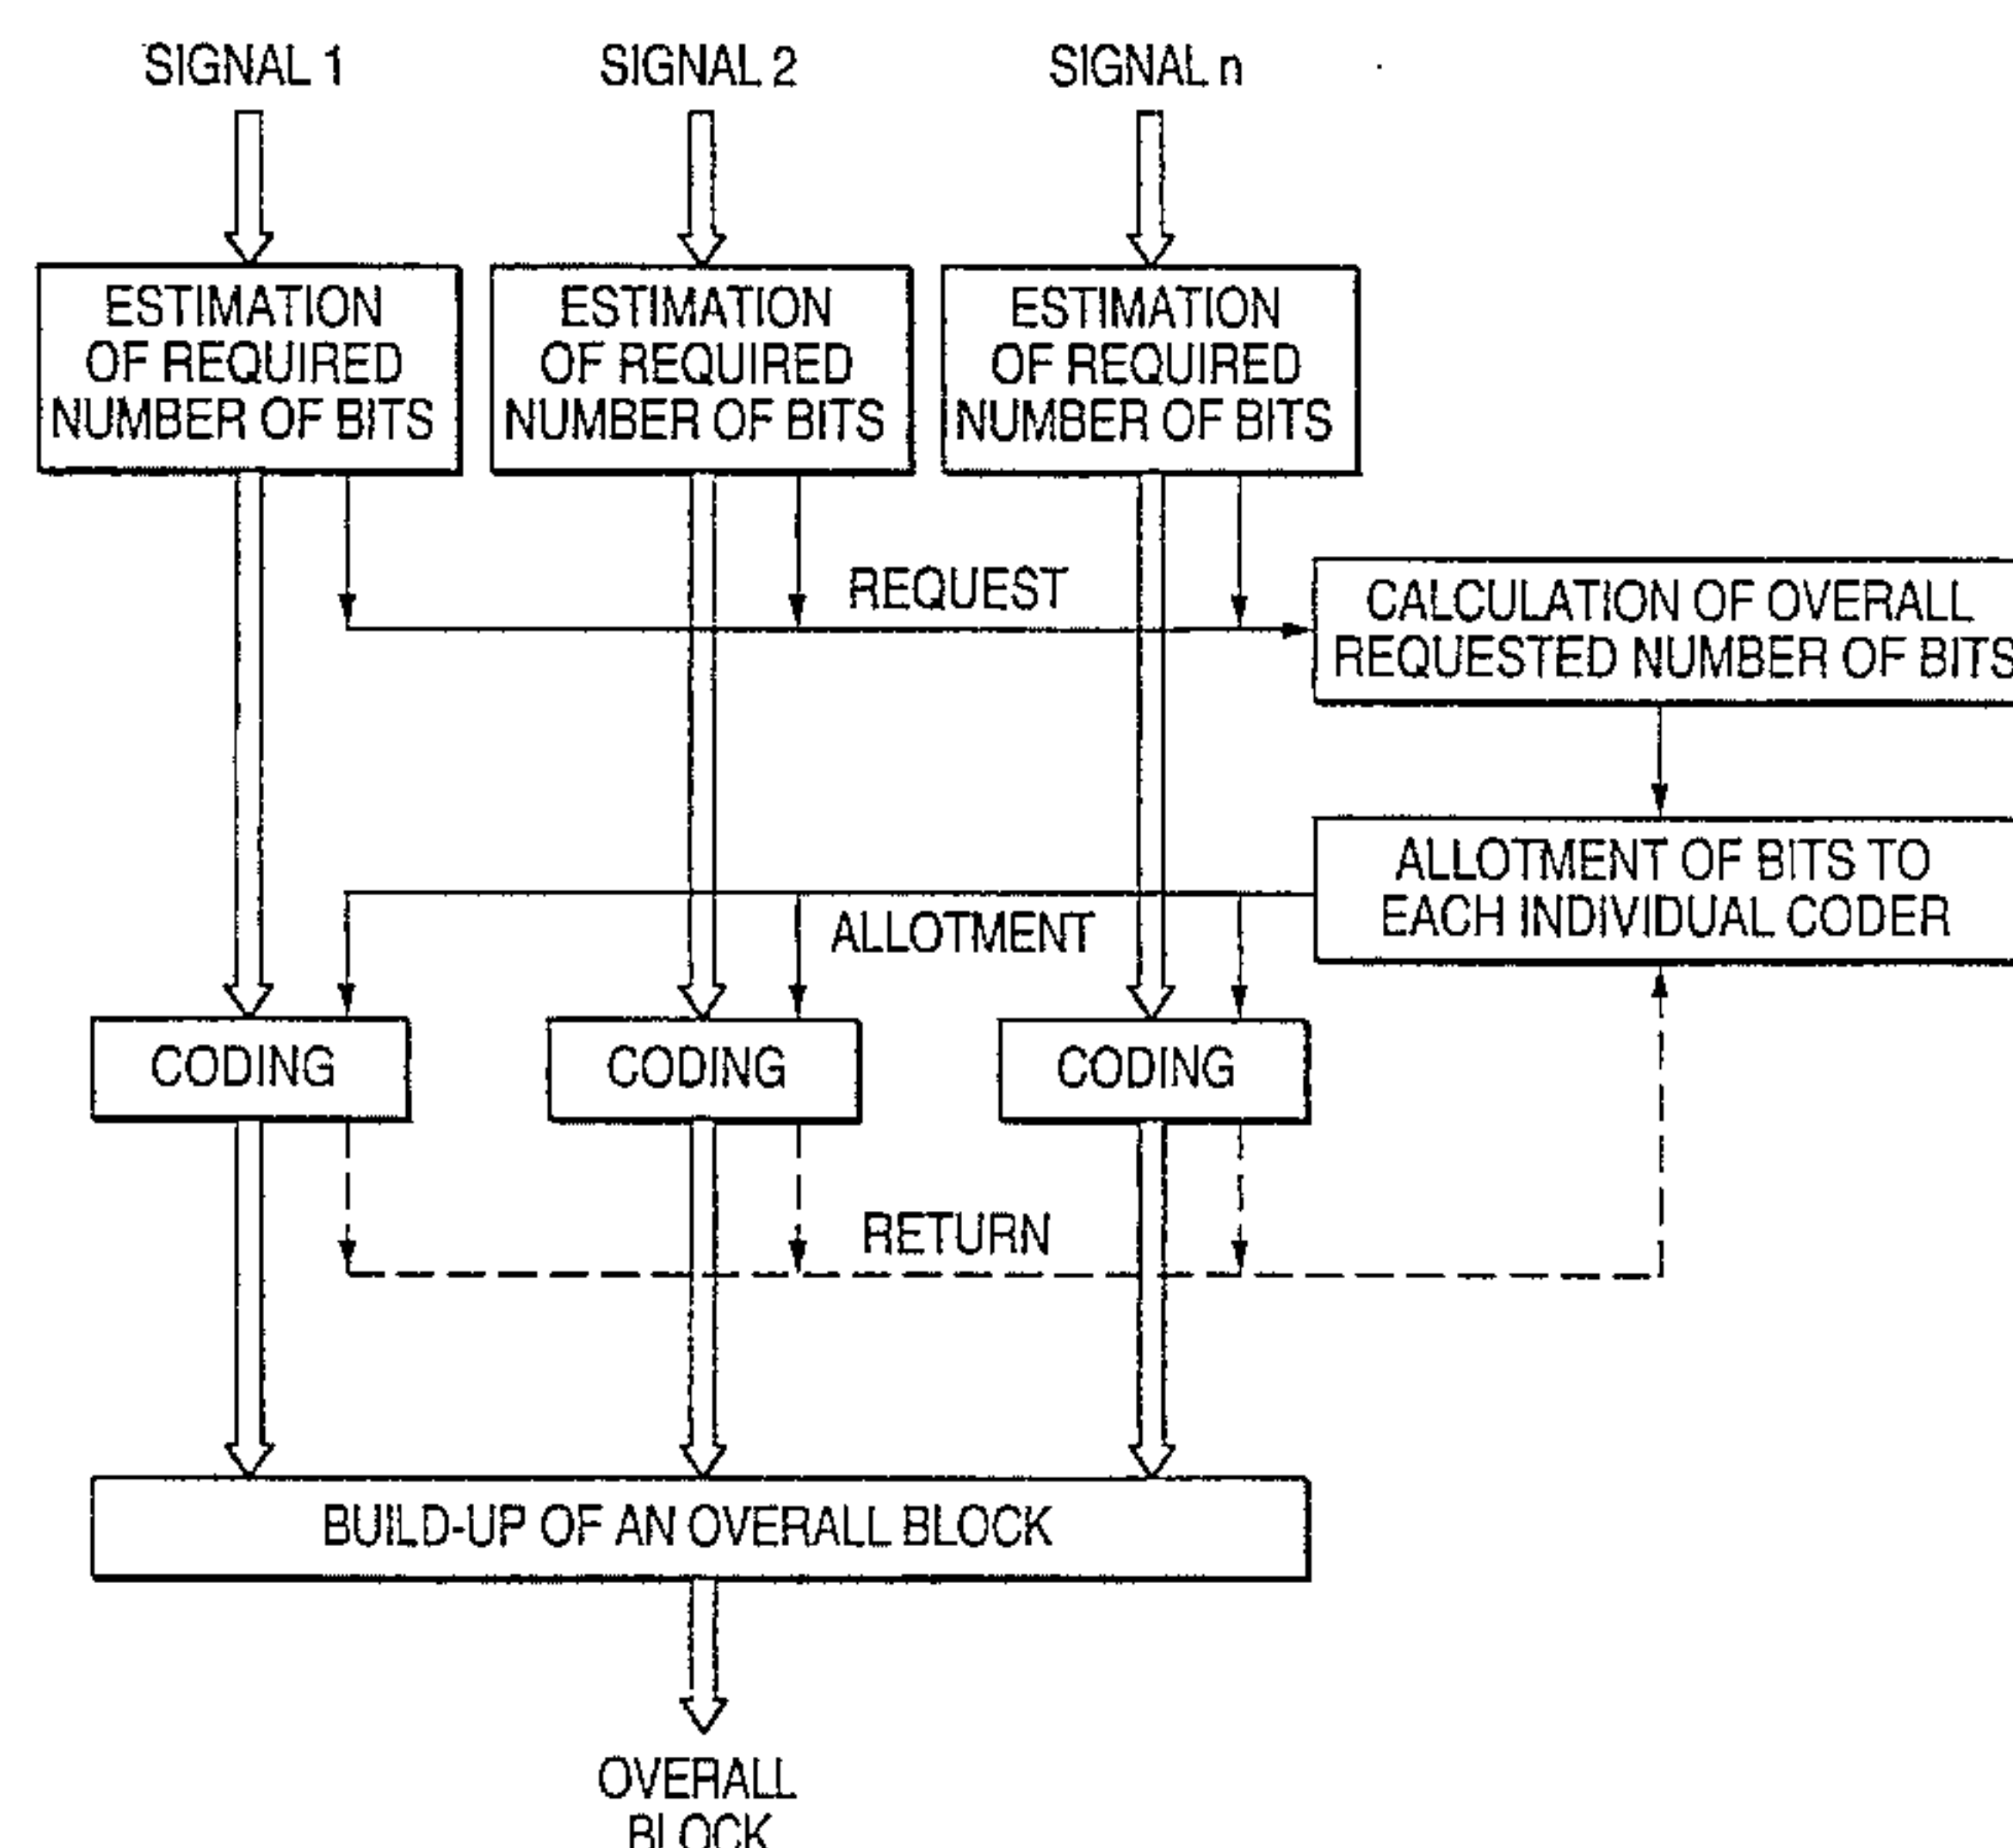 SIGNAL 1
SIGNAL 2
SIGNAL n
ESTIMATION
OF REQUIRED
NUMBER OF BITS
ESTIMATION
OF REQUIRED
NUMBER OF BITS
ESTIMATION
OF REQUIRED
NUMBER OF BITS
REQUEST
CALCULATION OF OVERALL
REQUESTED NUMBER OF BITS
ALLOTMENT OF BITS TO
EACH INDIVIDUAL CODER
ALLOTMENT
CODING
CODING
CODING
RETURN
BUILD-UP OF AN OVERALL BLOCK
OVERALL
BLOCK